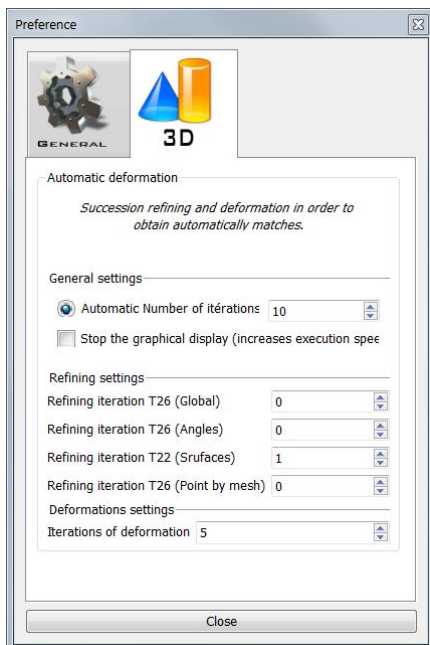 Preference
GENERAL
3D
Automatic deformation
Succession refining and deformation in order to
obtain automatically matches.
General settings
Automatic Number of itérations 10
Stop the graphical display (increases execution spee
Refining settings
Refining iteration T26 (Global) 0
Refining iteration T26 (Angles) 0
Refining iteration T22 (Srufaces) 1
Refining iteration T26 (Point by mesh) 0
Deformations settings
Iterations of deformation 5
Close